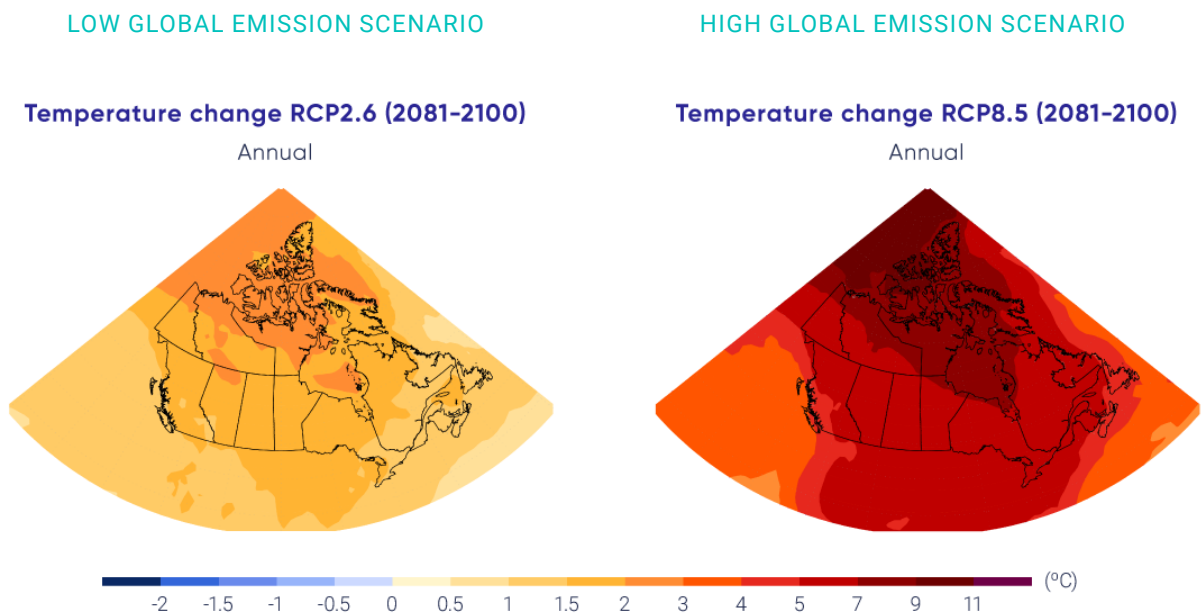 LOW GLOBAL EMISSION SCENARIO
HIGH GLOBAL EMISSION SCENARIO
Temperature change RCP2.6 (2081-2100)
Annual
Temperature change RCP8.5 (2081-2100)
Annual
-2 -1.5 -1 -0.5 0 0.5 1 1.5 2 3 4 5 7 9 11 (ºC)